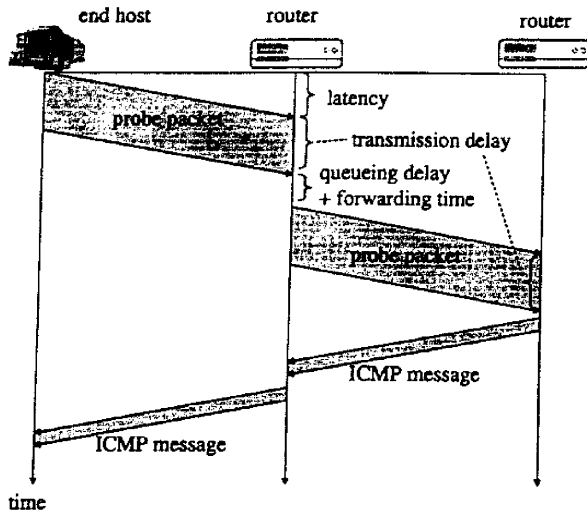 end host
router
router
latency
probe packet
transmission delay
queueing delay
+ forwarding time
probe packet
ICMP message
ICMP message
time